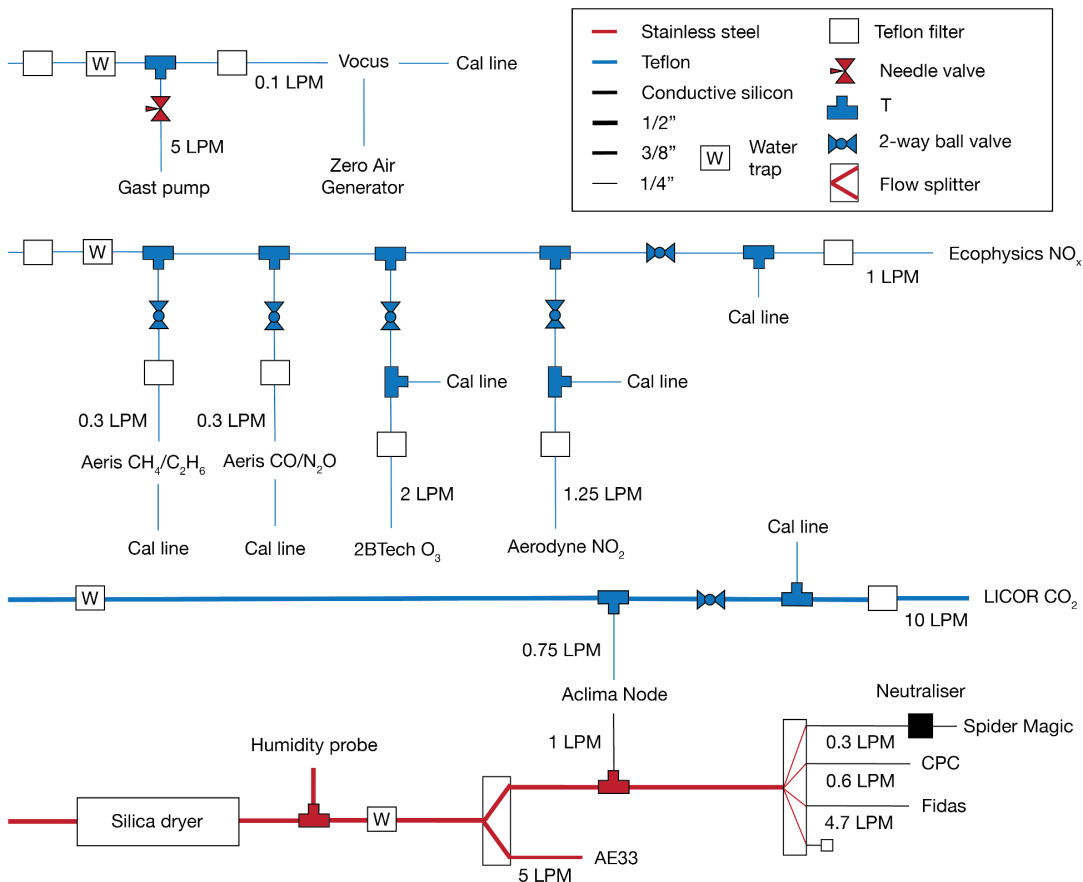 W
Vocus
Cal line
0.1 LPM
5 LPM
Gast pump
Zero Air
Generator
Stainless steel
Teflon
Conductive silicon
1/2”
3/8”
1/4”
W
Water
trap
Teflon filter
Needle valve
T
2-way ball valve
Flow splitter
W
Ecophysics NOx
1 LPM
Cal line
Cal line
Cal line
0.3 LPM
0.3 LPM
Aeris CH4/C2H6
Aeris CO/N2O
2 LPM
1.25 LPM
Cal line
Cal line
2BTech O3
Aerodyne NO2
Cal line
W
LICOR CO2
10 LPM
0.75 LPM
Aclima Node
Neutraliser
1 LPM
Spider Magic
0.3 LPM
Humidity probe
CPC
0.6 LPM
Fidas
4.7 LPM
Silica dryer
W
AE33
5 LPM